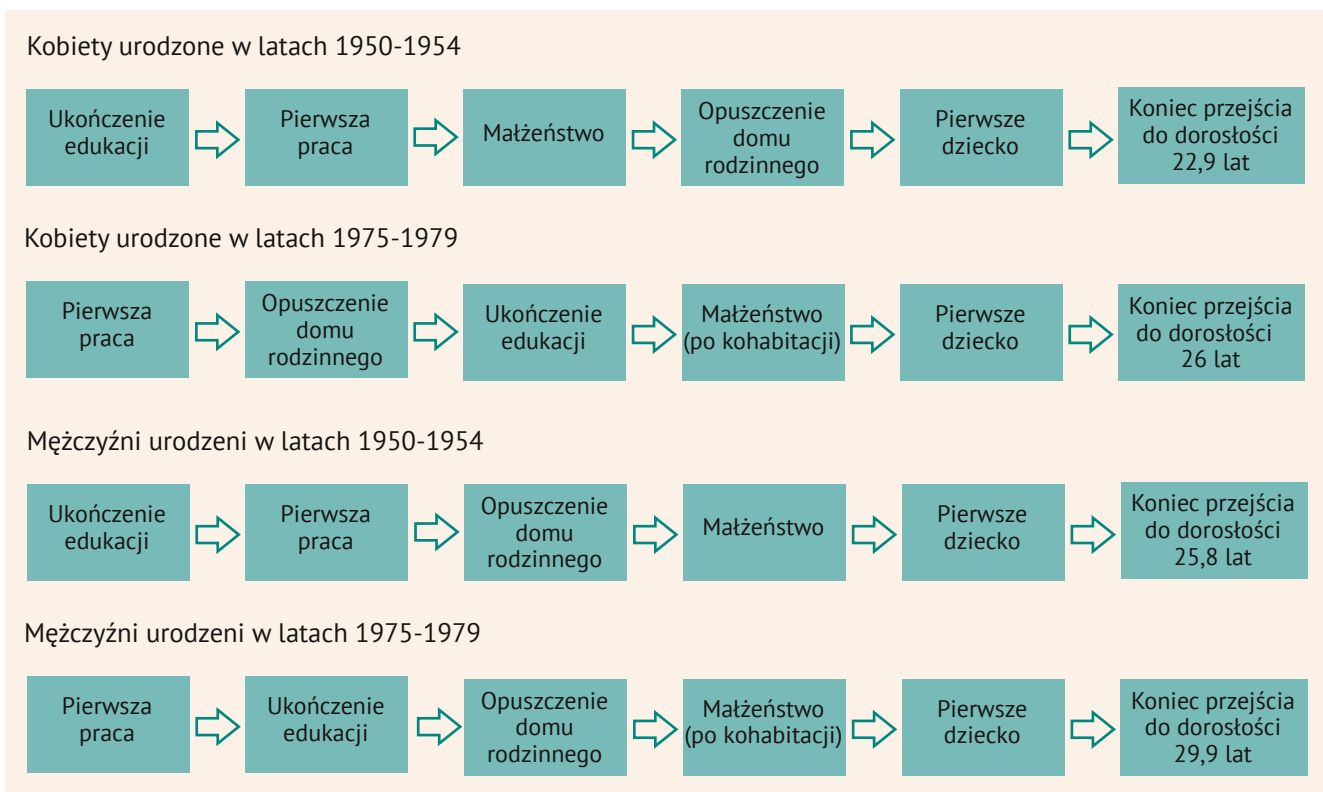 Kobiety urodzone w latach 1950-1954
Ukończenie
edukacji
Pierwsza
praca
Małżeństwo
Opuszczenie
domu
rodzinnego
Pierwsze
dziecko
Koniec przejścia
do dorosłości
22,9 lat
Kobiety urodzone w latach 1975-1979
Pierwsza
praca
Opuszczenie
domu
rodzinnego
Ukończenie
edukacji
Małżeństwo
(po kohabitacji)
Pierwsze
dziecko
Koniec przejścia
do dorosłości
26 lat
Mężczyźni urodzeni w latach 1950-1954
Ukończenie
edukacji
Pierwsza
praca
Opuszczenie
domu
rodzinnego
Małżeństwo
Pierwsze
dziecko
Koniec przejścia
do dorosłości
25,8 lat
Mężczyźni urodzeni w latach 1975-1979
Pierwsza
praca
Ukończenie
edukacji
Opuszczenie
domu
rodzinnego
Małżeństwo
(po kohabitacji)
Pierwsze
dziecko
Koniec przejścia
do dorosłości
29,9 lat